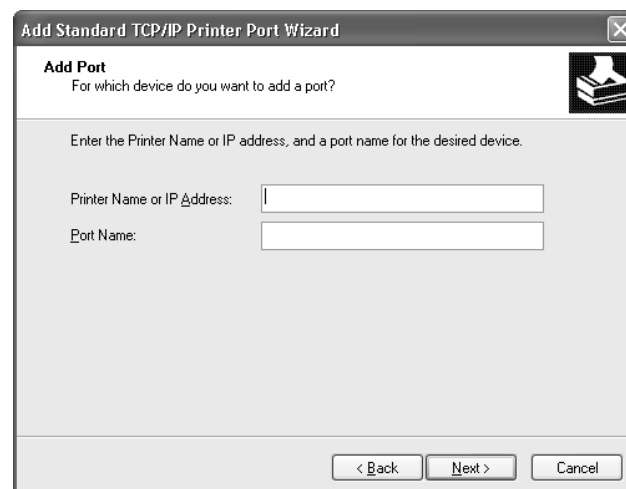 Add Standard TCP/IP Printer Port Wizard
Add Port
For which device do you want to add a port?
Enter the Printer Name or IP address, and a port name for the desired device.
Printer Name or IP Address:
Port Name:
< Back Next > Cancel